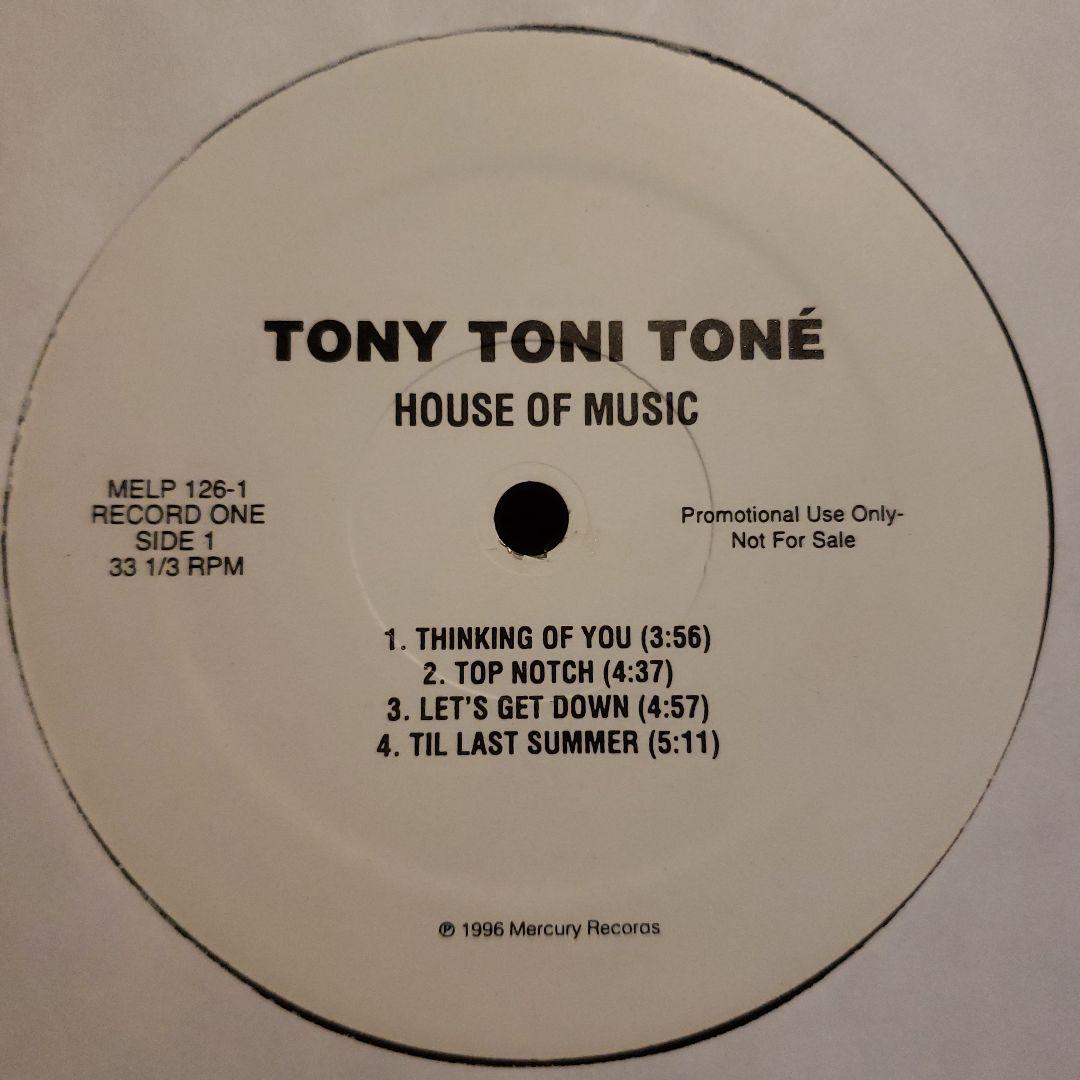 TONY TONI TONÉ
HOUSE OF MUSIC
MELP 126-1
RECORD ONE
SIDE 1
33 1/3 RPM
Promotional Use Only-
Not For Sale
1. THINKING OF YOU (3:56)
2. TOP NOTCH (4:37)
3. LET'S GET DOWN (4:57)
4. TIL LAST SUMMER (5:11)
℗ 1996 Mercury Records